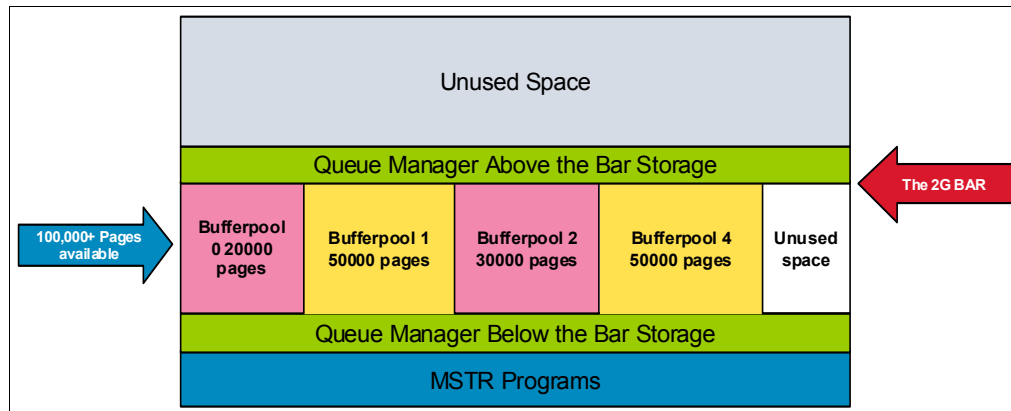 Unused Space
Queue Manager Above the Bar Storage
The 2G BAR
100,000+ Pages
available
Bufferpool
0 20000
pages
Bufferpool 1
50000 pages
Bufferpool 2
30000 pages
Bufferpool 4
50000 pages
Unused
space
Queue Manager Below the Bar Storage
MSTR Programs